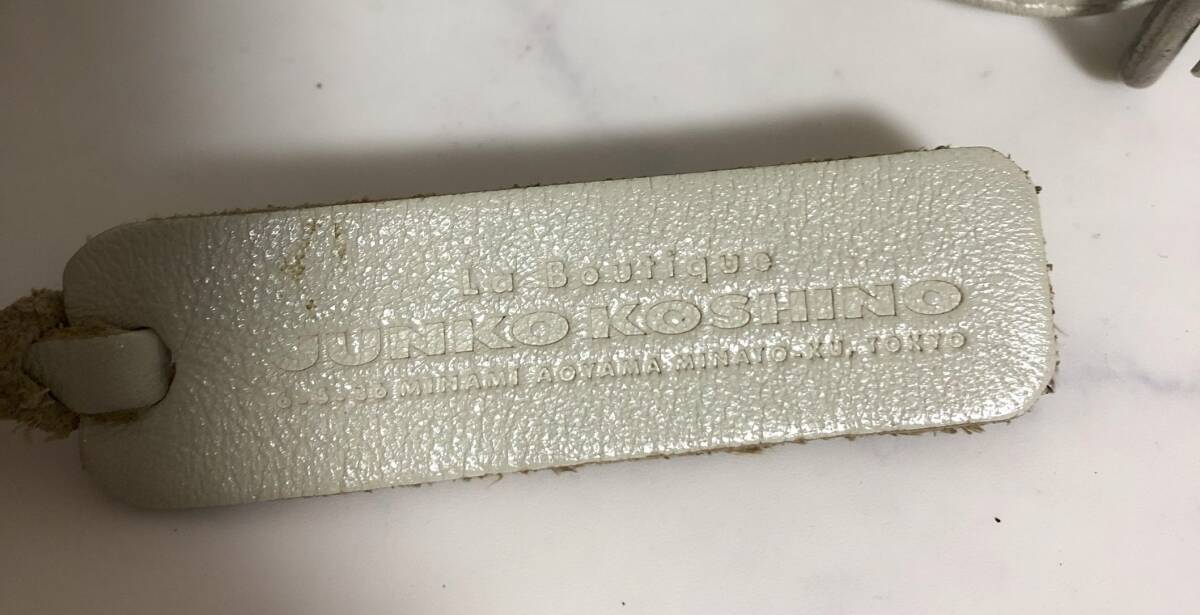 La Boutique
JUNKO KOSHINO
MINAMI AOYAMA MINATO-KU, TOKYO